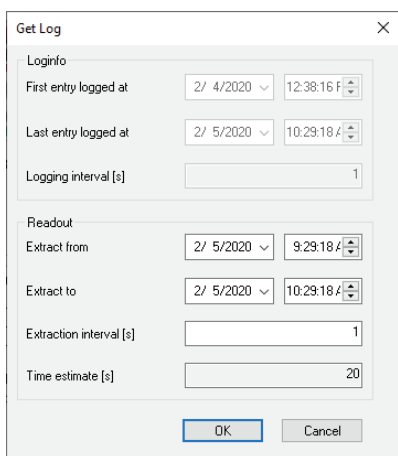 Get Log
Loginfo
First entry logged at 2/ 4/2020 12:38:16
Last entry logged at 2/ 5/2020 10:29:18
Logging interval [s] 1
Readout
Extract from 2/ 5/2020 9:29:18
Extract to 2/ 5/2020 10:29:18
Extraction interval [s] 1
Time estimate [s] 20
OK Cancel